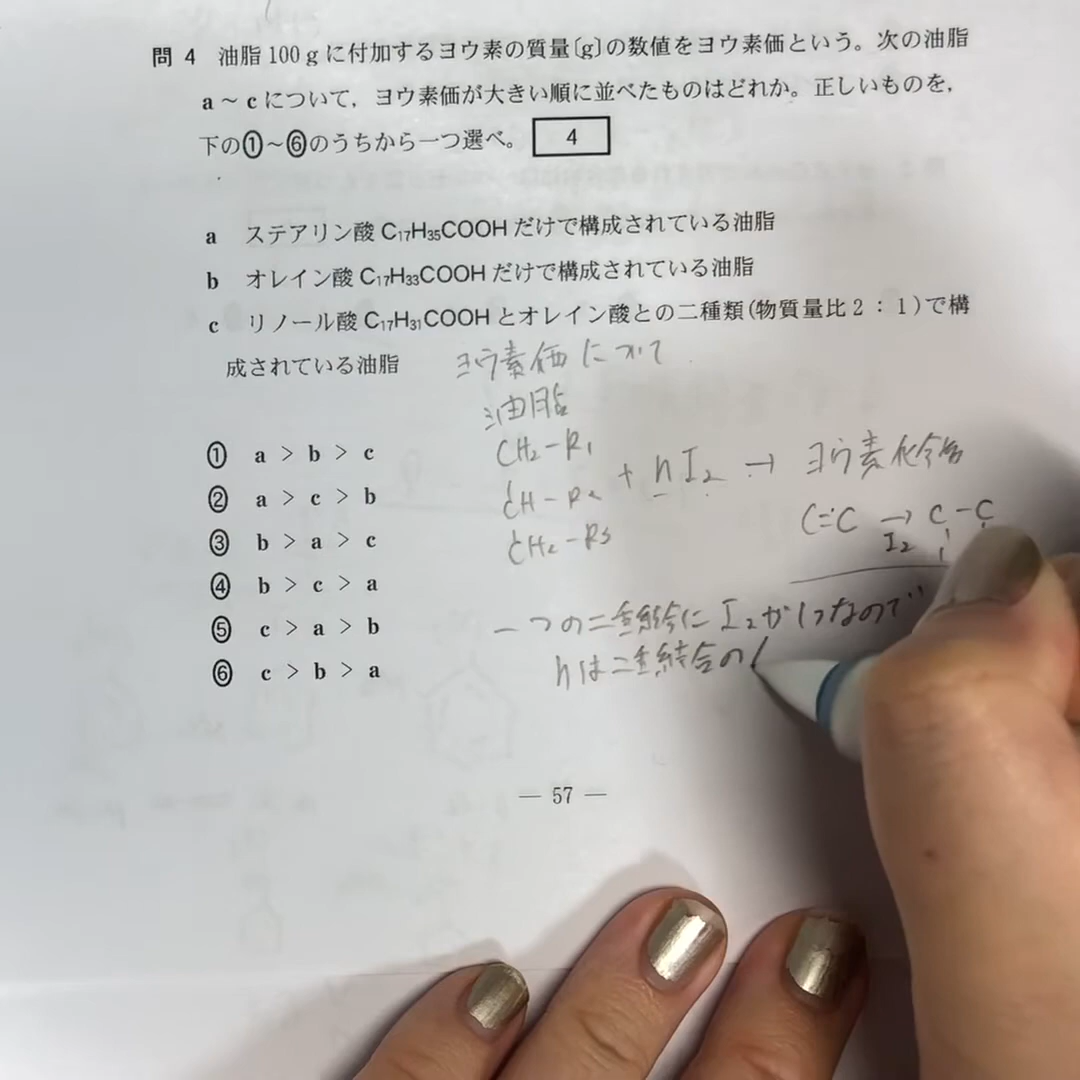 問 4 油脂 100 g に付加するヨウ素の質量〔g〕の数値をヨウ素価という。次の油脂
a ~ c について，ヨウ素価が大きい順に並べたものはどれか。正しいものを，
下の①~⑥のうちから一つ選べ。 4
a ステアリン酸 C₁₇H₃₅COOH だけで構成されている油脂
b オレイン酸 C₁₇H₃₃COOH だけで構成されている油脂
c リノール酸 C₁₇H₃₁COOH とオレイン酸との二種類(物質量比 2 : 1)で構
成されている油脂
ヨウ素価について
油脂
CH₂-R₁
CH-R₂ + nI₂ → ヨウ素化合物
CH₂-R₃
C=C → C-C
I₂ I
① a > b > c
② a > c > b
③ b > a > c
④ b > c > a
⑤ c > a > b
⑥ c > b > a
一つの二重結合に I₂が1つなので
nは二重結合の
— 57 —